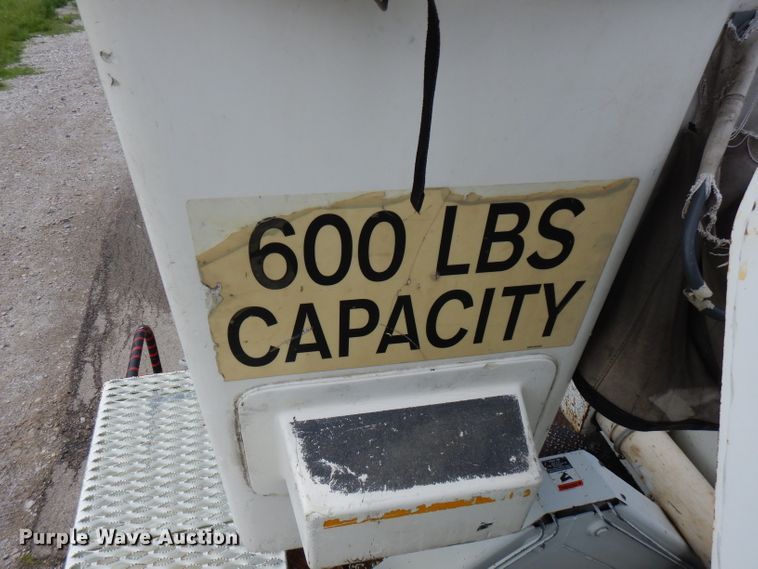 600 LBS
CAPACITY
Purple Wave Auction